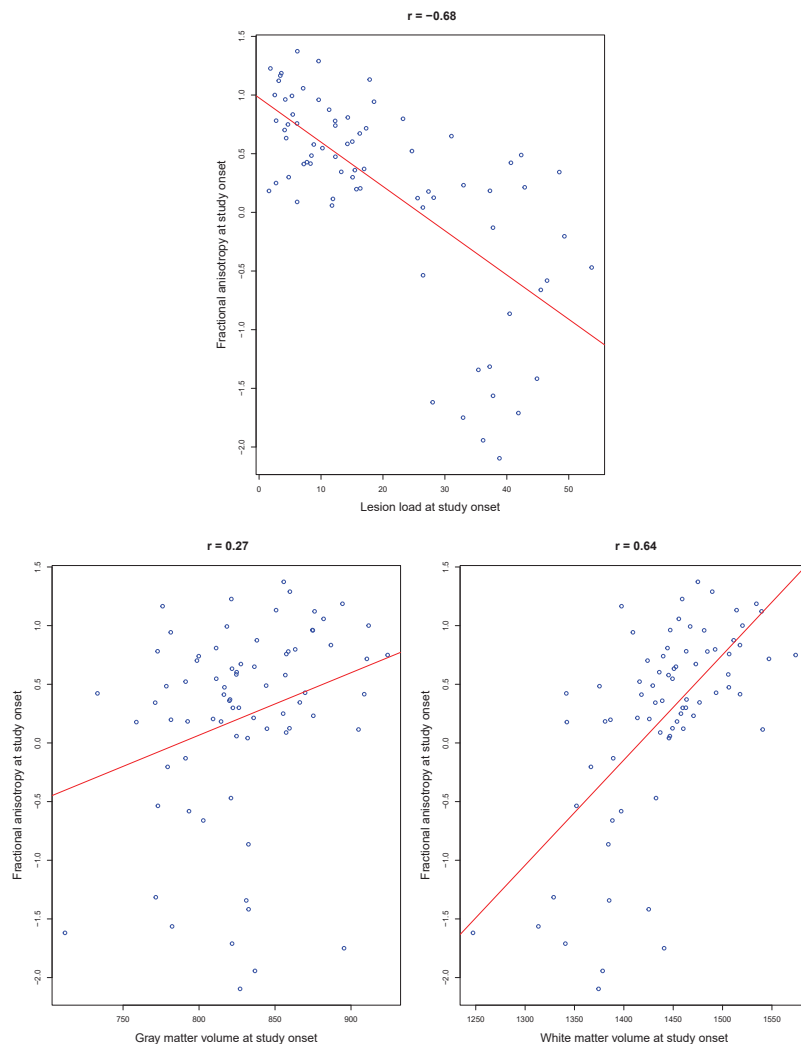 r = −0.68
Fractional anisotropy at study onset
1.5
1.0
0.5
0.0
−0.5
−1.0
−1.5
−2.0
0 10 20 30 40 50
Lesion load at study onset
r = 0.27
Fractional anisotropy at study onset
1.5
1.0
0.5
0.0
−0.5
−1.0
−1.5
−2.0
750 800 850 900
Gray matter volume at study onset
r = 0.64
Fractional anisotropy at study onset
1.5
1.0
0.5
0.0
−0.5
−1.0
−1.5
−2.0
1250 1300 1350 1400 1450 1500 1550
White matter volume at study onset